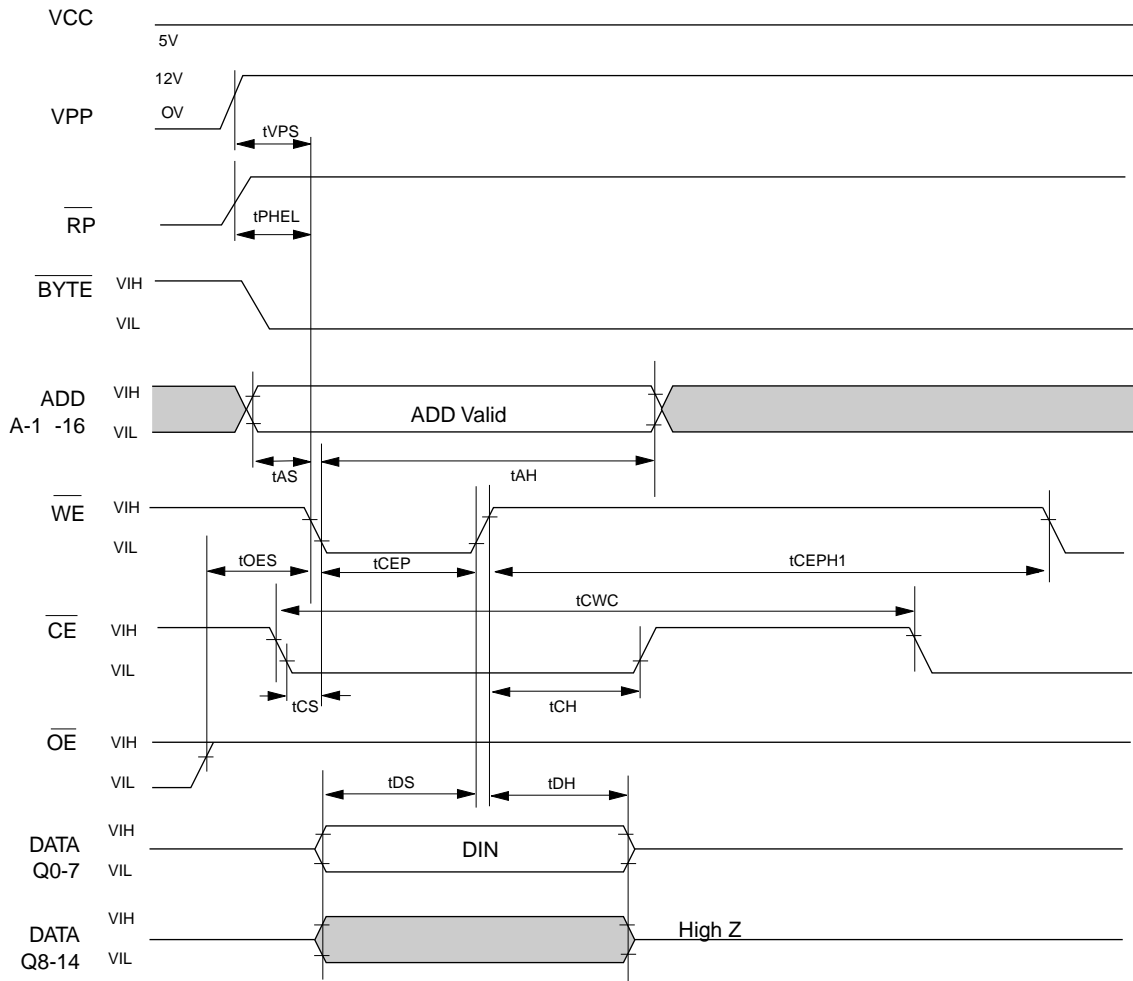 VCC
5V
12V
VPP
OV
tVPS
RP
tPHEL
BYTE
VIH
VIL
ADD
A-1 -16
VIH
VIL
ADD Valid
tAS
tAH
WE
VIH
VIL
tOES
tCEP
tCEPH1
tCWC
CE
VIH
VIL
tCS
tCH
OE
VIH
VIL
tDS
tDH
DATA
Q0-7
VIH
VIL
DIN
DATA
Q8-14
VIH
VIL
High Z